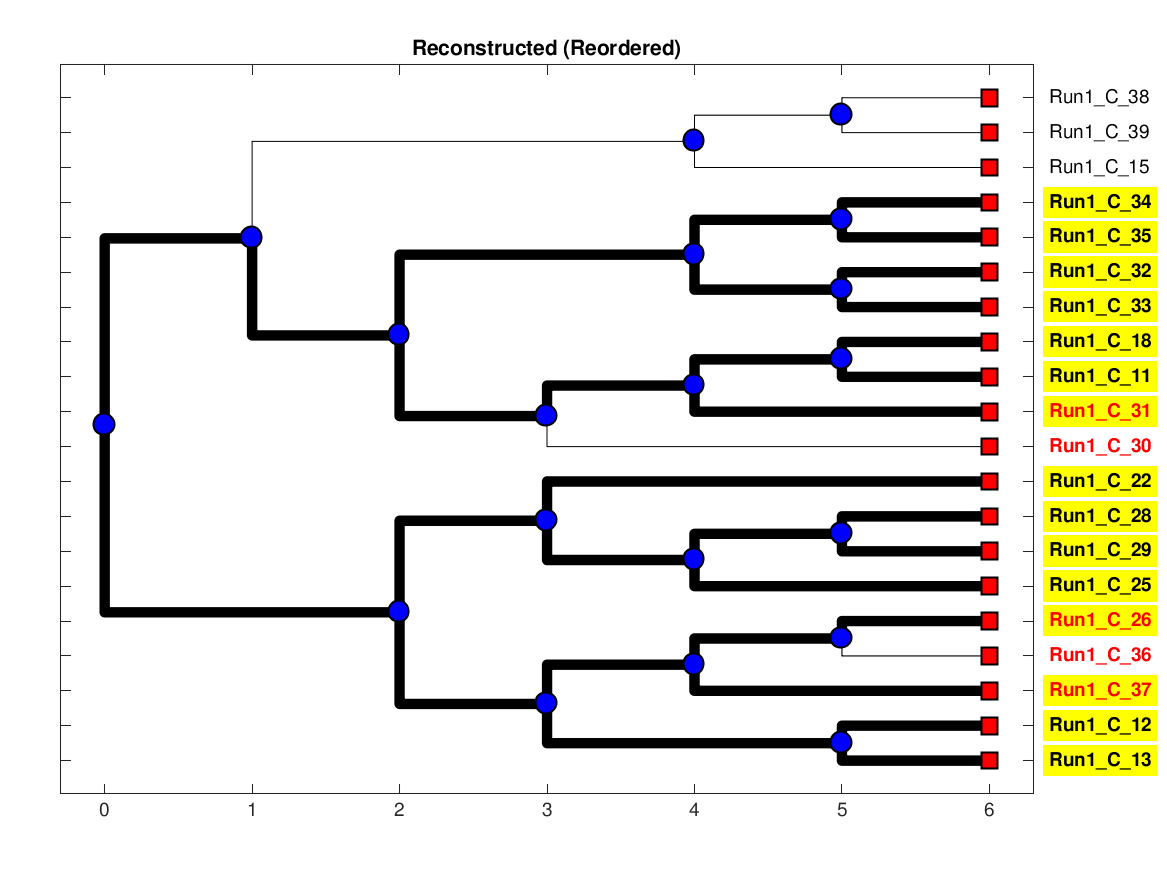 Reconstructed (Reordered)
Run1_C_38
Run1_C_39
Run1_C_15
Run1_C_34
Run1_C_35
Run1_C_32
Run1_C_33
Run1_C_18
Run1_C_11
Run1_C_31
Run1_C_30
Run1_C_22
Run1_C_28
Run1_C_29
Run1_C_25
Run1_C_26
Run1_C_36
Run1_C_37
Run1_C_12
Run1_C_13
0 1 2 3 4 5 6